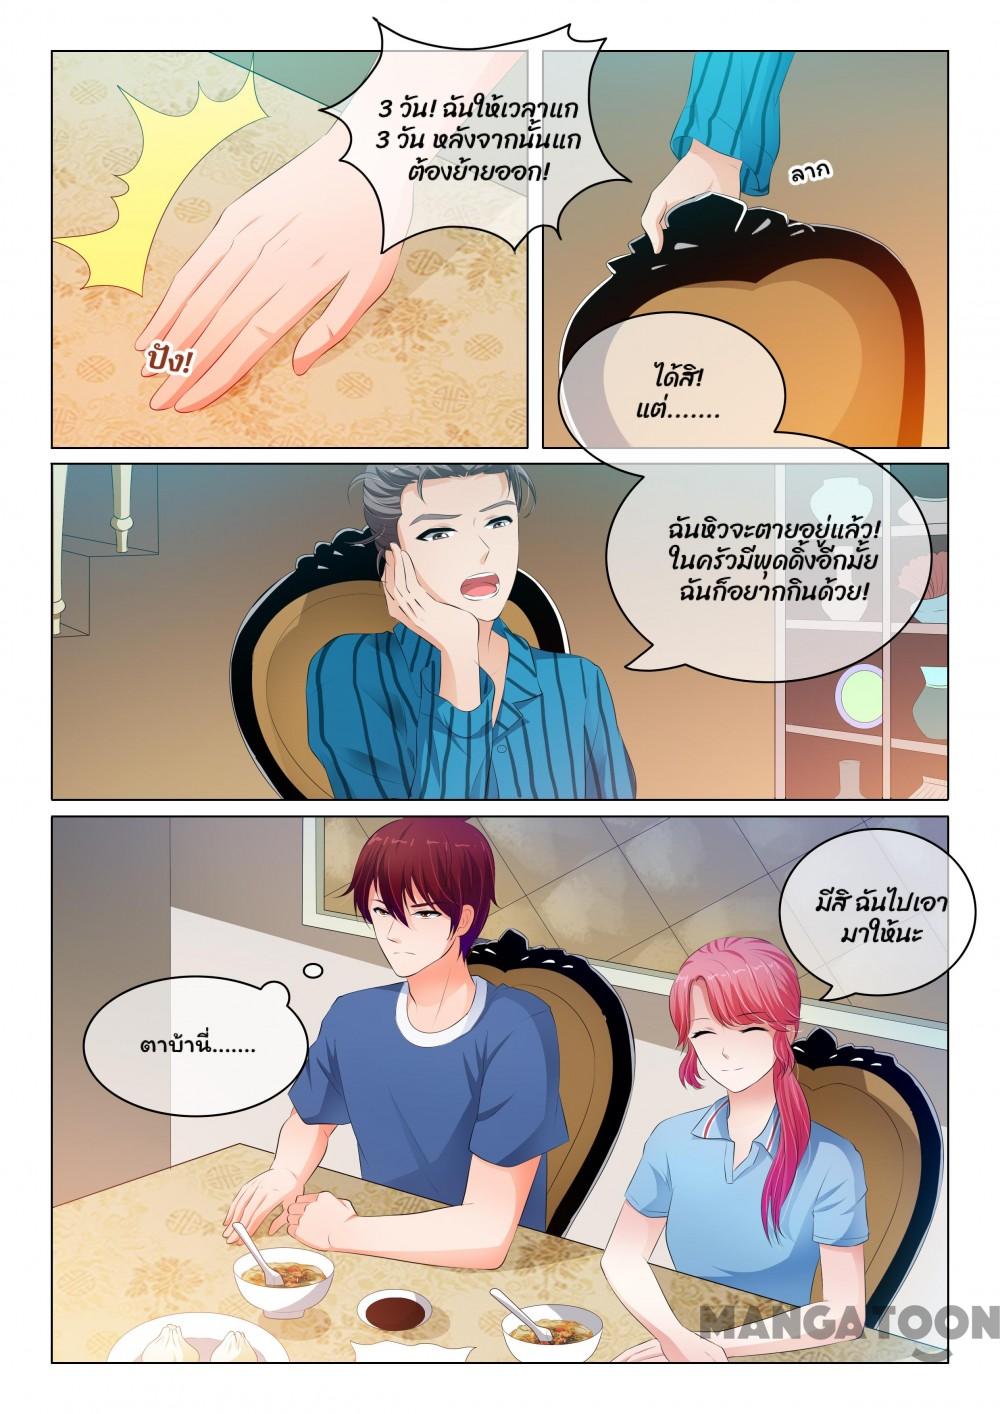 3 วัน! ฉันให้เวลาแก
3 วัน หลังจากนั้นแก
ต้องย้ายออก!
ปัง!
ลาก
ได้สิ!
แต่.......
ฉันหิวจะตายอยู่แล้ว!
ในครัวมีพุดดิ้งอีกมั้ย
ฉันก็อยากกินด้วย!
มีสิ ฉันไปเอา
มาให้นะ
ตาบ้านี่.......
MANGATOON